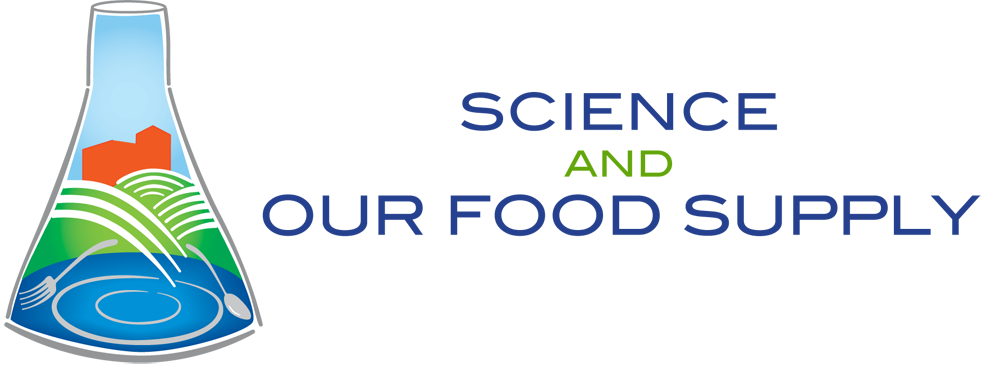 SCIENCE
AND
OUR FOOD SUPPLY